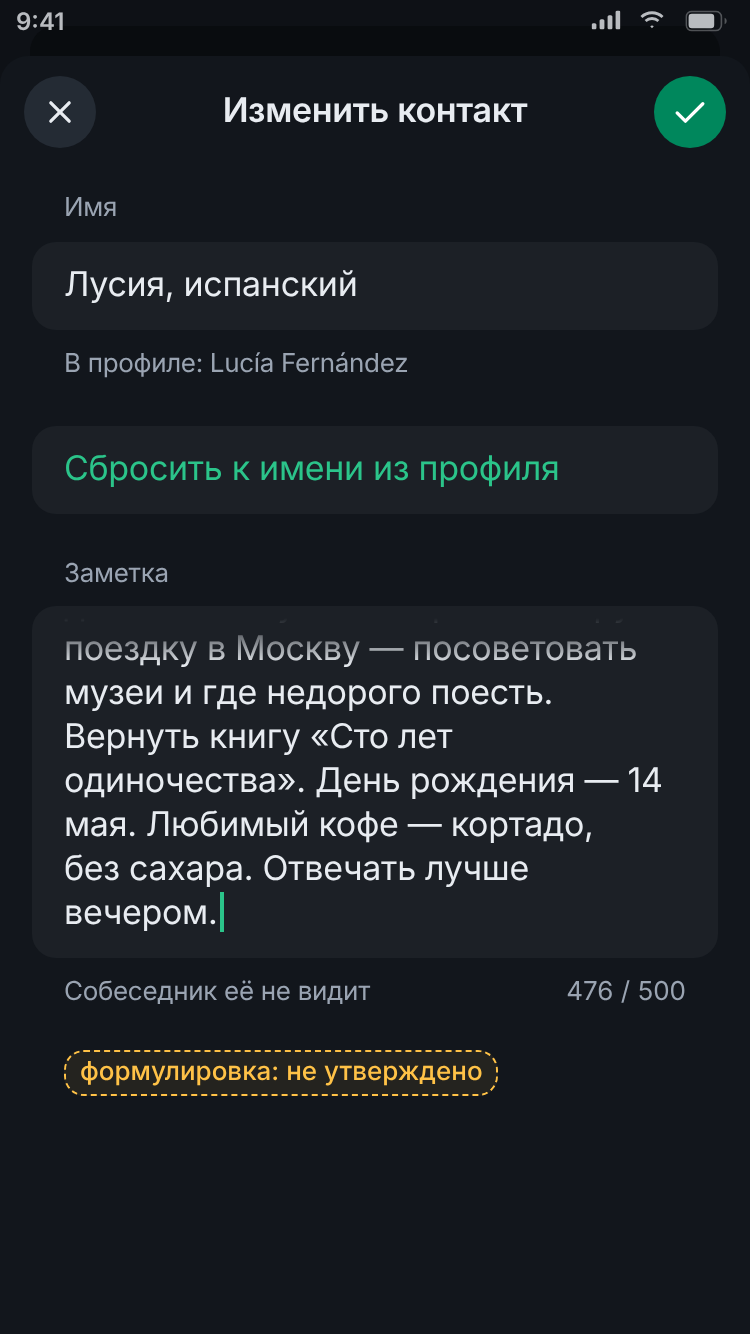 9:41
Изменить контакт
Имя
Лусия, испанский
В профиле: Lucía Fernández
Сбросить к имени из профиля
Заметка
поездку в Москву — посоветовать
музеи и где недорого поесть.
Вернуть книгу «Сто лет
одиночества». День рождения — 14
мая. Любимый кофе — кортадо,
без сахара. Отвечать лучше
вечером.
Собеседник её не видит
476 / 500
формулировка: не утверждено